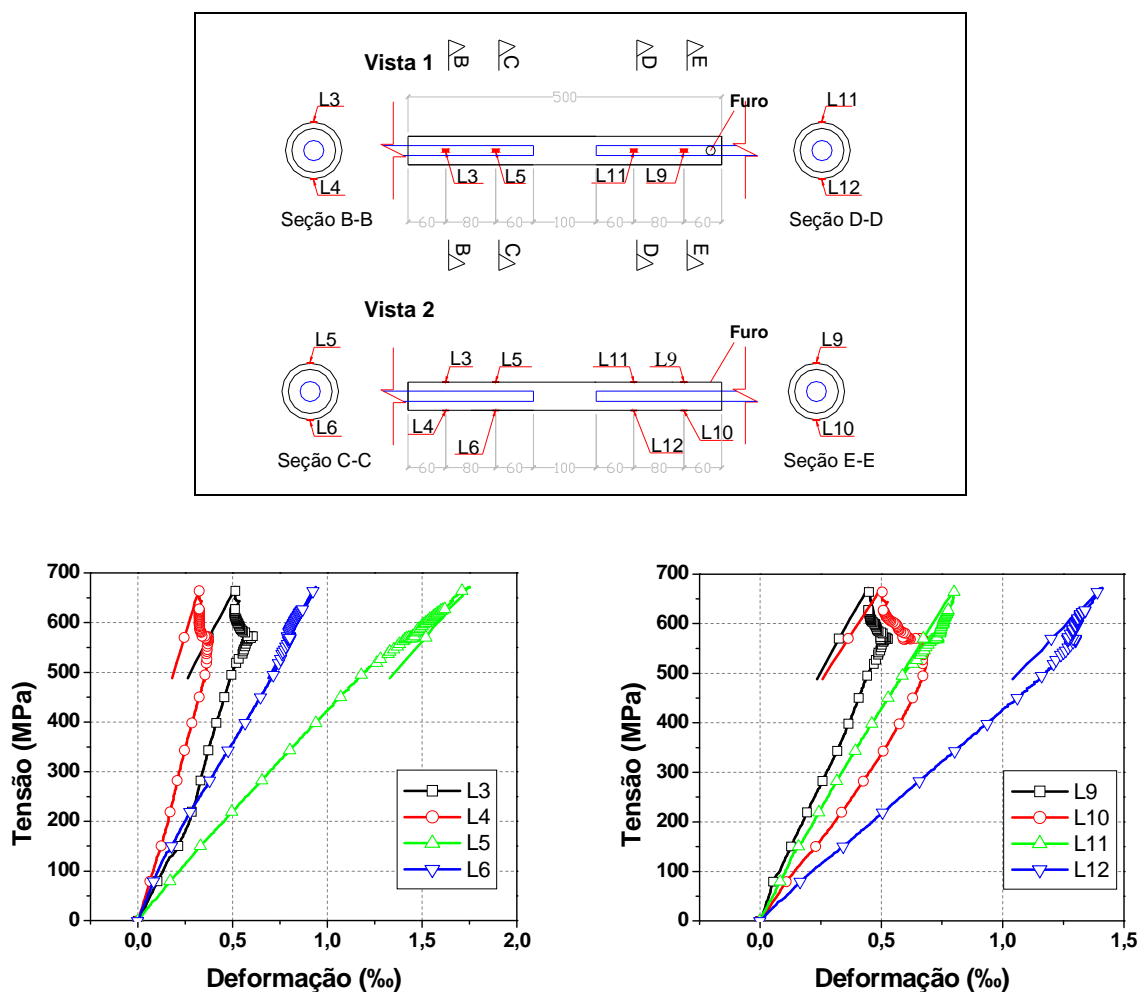 Vista 1
B
C
D
E
500
Furo
L3
L4
Seção B-B
L3
L5
L11
L9
L11
L12
Seção D-D
60
80
60
100
60
80
60
B
C
D
E
Vista 2
Furo
L5
L6
Seção C-C
L3
L5
L11
L9
L4
L6
L12
L10
L9
L10
Seção E-E
60
80
60
100
60
80
60
700
600
500
400
300
200
100
0
Tensão (MPa)
0,0
0,5
1,0
1,5
2,0
Deformação (‰)
L3
L4
L5
L6
700
600
500
400
300
200
100
0
Tensão (MPa)
0,0
0,5
1,0
1,5
Deformação (‰)
L9
L10
L11
L12